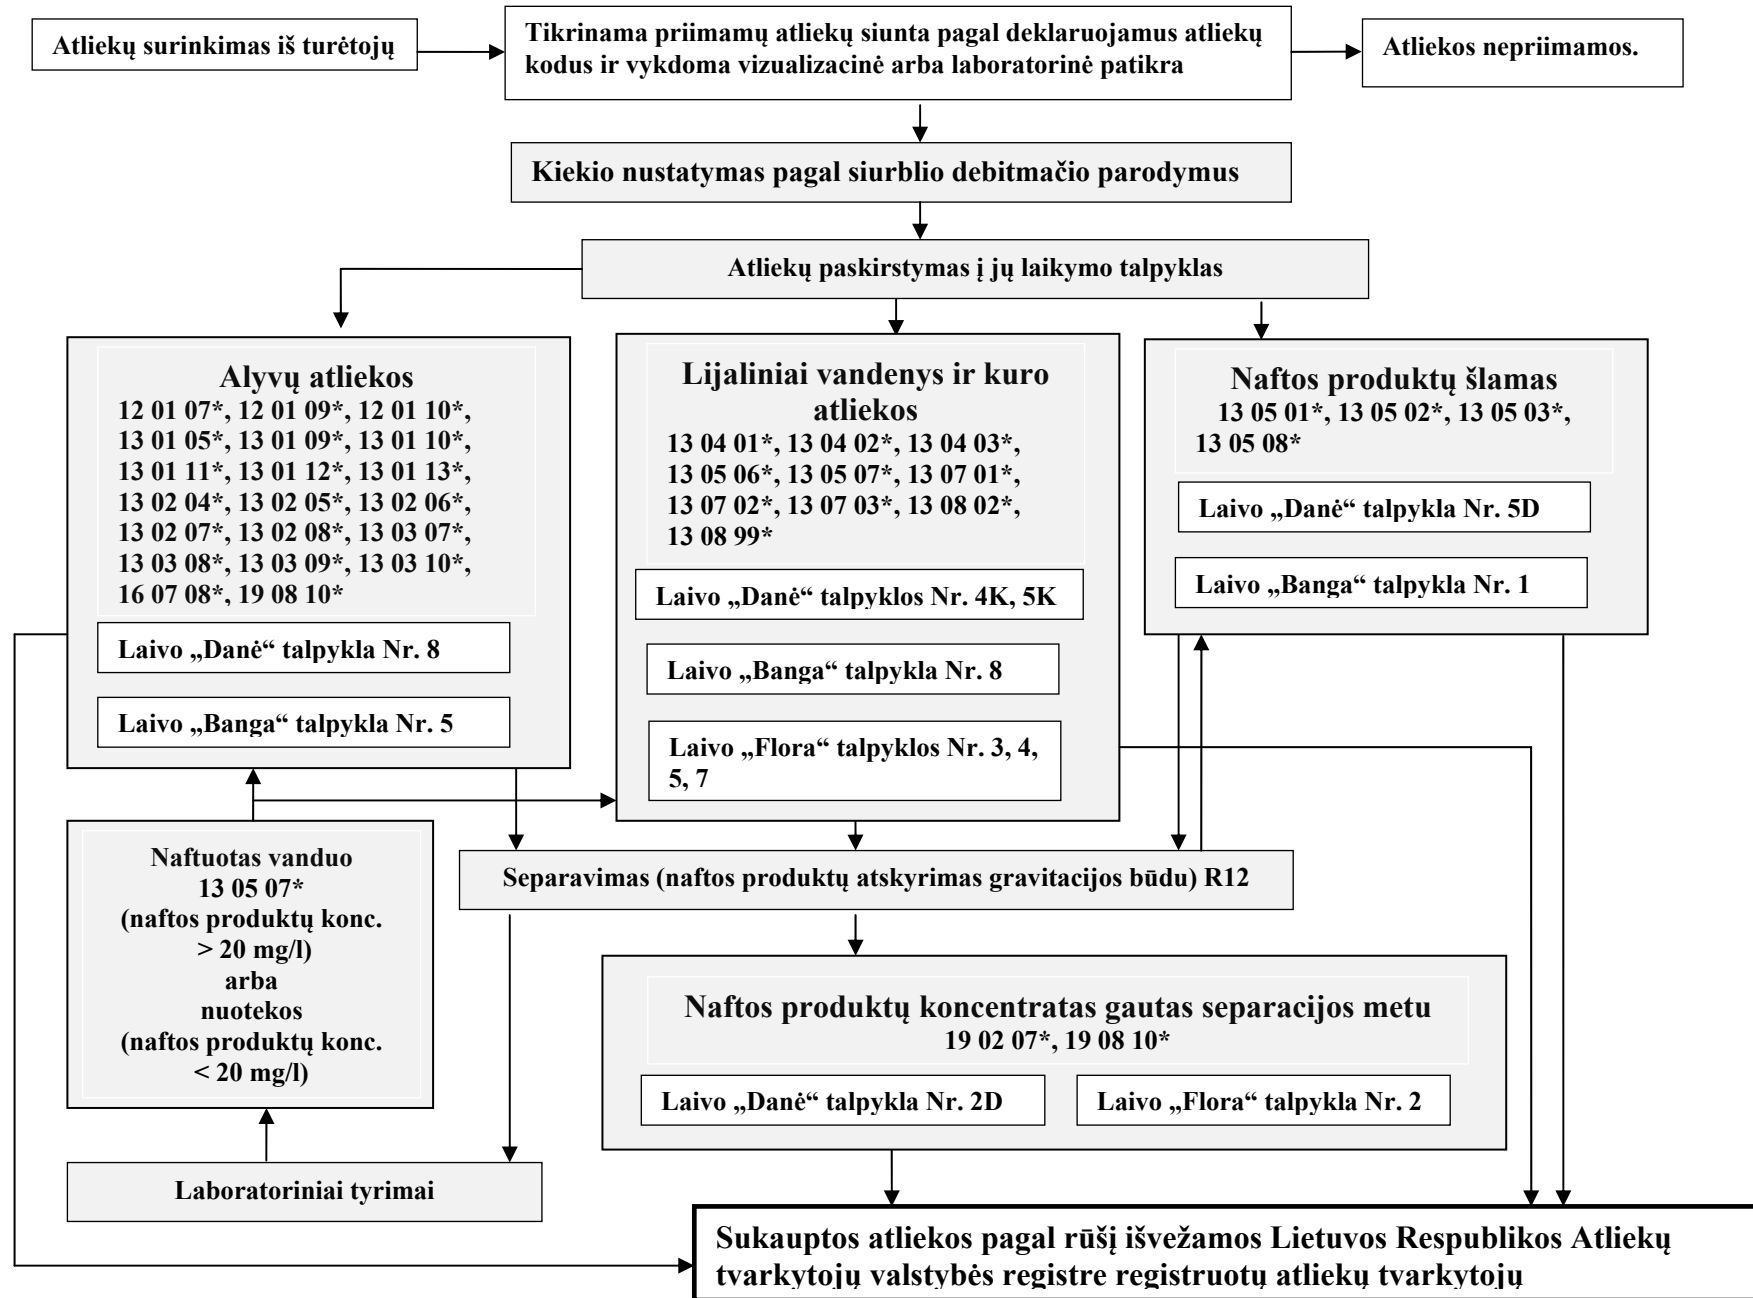 Atliekų surinkimas iš turėtojų
Tikrinama priimamų atliekų siunta pagal deklaruojamus atliekų
kodus ir vykdoma vizualizacinė arba laboratorinė patikra
Atliekos nepriimamos.
Kiekio nustatymas pagal siurblio debitmačio parodymus
Atliekų paskirstymas į jų laikymo talpyklas
Alyvų atliekos
12 01 07*, 12 01 09*, 12 01 10*,
13 01 05*, 13 01 09*, 13 01 10*,
13 01 11*, 13 01 12*, 13 01 13*,
13 02 04*, 13 02 05*, 13 02 06*,
13 02 07*, 13 02 08*, 13 03 07*,
13 03 08*, 13 03 09*, 13 03 10*,
16 07 08*, 19 08 10*
Laivo „Danė“ talpykla Nr. 8
Laivo „Banga“ talpykla Nr. 5
Lijaliniai vandenys ir kuro
atliekos
13 04 01*, 13 04 02*, 13 04 03*,
13 05 06*, 13 05 07*, 13 07 01*,
13 07 02*, 13 07 03*, 13 08 02*,
13 08 99*
Laivo „Danė“ talpyklos Nr. 4K, 5K
Laivo „Banga“ talpykla Nr. 8
Laivo „Flora“ talpyklos Nr. 3, 4,
5, 7
Naftos produktų šlamas
13 05 01*, 13 05 02*, 13 05 03*,
13 05 08*
Laivo „Danė“ talpykla Nr. 5D
Laivo „Banga“ talpykla Nr. 1
Naftuotas vanduo
13 05 07*
(naftos produktų konc.
> 20 mg/l)
arba
nuotekos
(naftos produktų konc.
< 20 mg/l)
Separavimas (naftos produktų atskyrimas gravitacijos būdu) R12
Naftos produktų koncentratas gautas separacijos metu
19 02 07*, 19 08 10*
Laivo „Danė“ talpykla Nr. 2D
Laivo „Flora“ talpykla Nr. 2
Laboratoriniai tyrimai
Sukauptos atliekos pagal rūšį išvežamos Lietuvos Respublikos Atliekų
tvarkytojų valstybės registre registruotų atliekų tvarkytojų